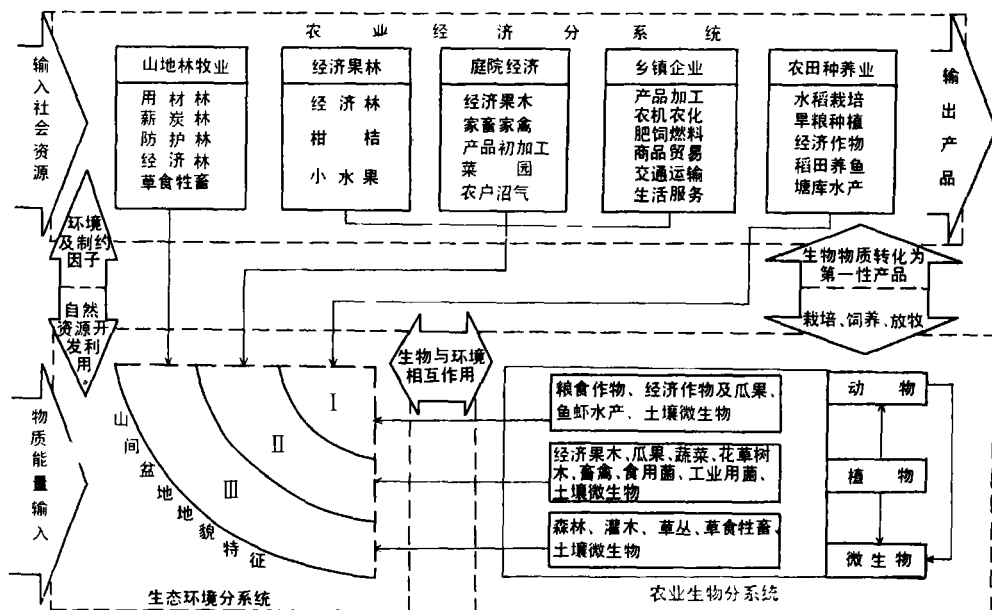 农业经济分系统
输入社会资源
山地林牧业
用材林
薪炭林
防护林
经济林
草食牲畜
经济果林
经济林
柑桔
小水果
庭院经济
经济果木
家畜家禽
产品初加工
菜园
农户沼气
乡镇企业
产品加工
农机农化
肥饲燃料
商品贸易
交通运输
生活服务
农田种养业
水稻栽培
旱粮种植
经济作物
稻田养鱼
塘库水产
输出产品
环境
及制约
因子
自然
资源开
发利
用。
生物物质转化为
第一性产品
栽培、饲养、放牧
生物与环境
相互作用
物质能量输入
山间盆地地貌特征
Ⅰ
Ⅱ
Ⅲ
粮食作物、经济作物及瓜果、
鱼虾水产、土壤微生物
经济果木、瓜果、蔬菜、花草树
木、畜禽、食用菌、工业用菌、
土壤微生物
森林、灌木、草丛、草食牲畜、
土壤微生物
动物
植物
微生物
生态环境分系统
农业生物分系统